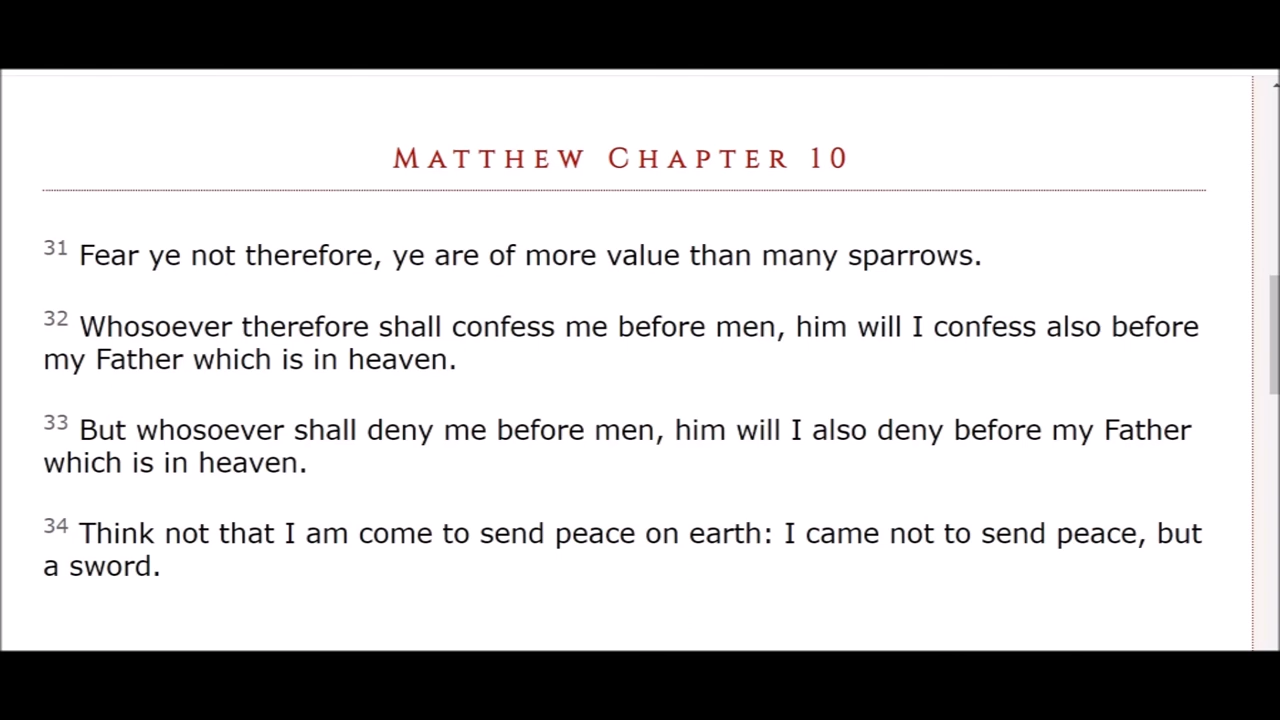 MATTHEW CHAPTER 10
31 Fear ye not therefore, ye are of more value than many sparrows.
32 Whosoever therefore shall confess me before men, him will I confess also before
my Father which is in heaven.
33 But whosoever shall deny me before men, him will I also deny before my Father
which is in heaven.
34 Think not that I am come to send peace on earth: I came not to send peace, but
a sword.